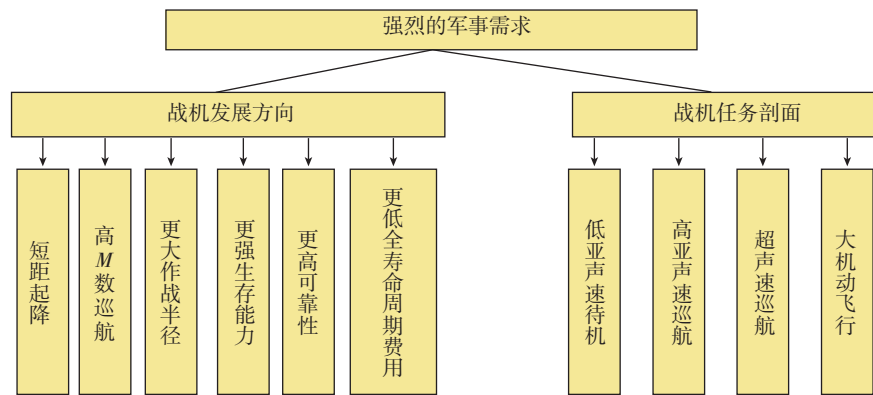 强烈的军事需求
战机发展方向
战机任务剖面
短距起降
高M数巡航
更大作战半径
更强生存能力
更高可靠性
更低全寿命周期费用
低亚声速待机
高亚声速巡航
超声速巡航
大机动飞行